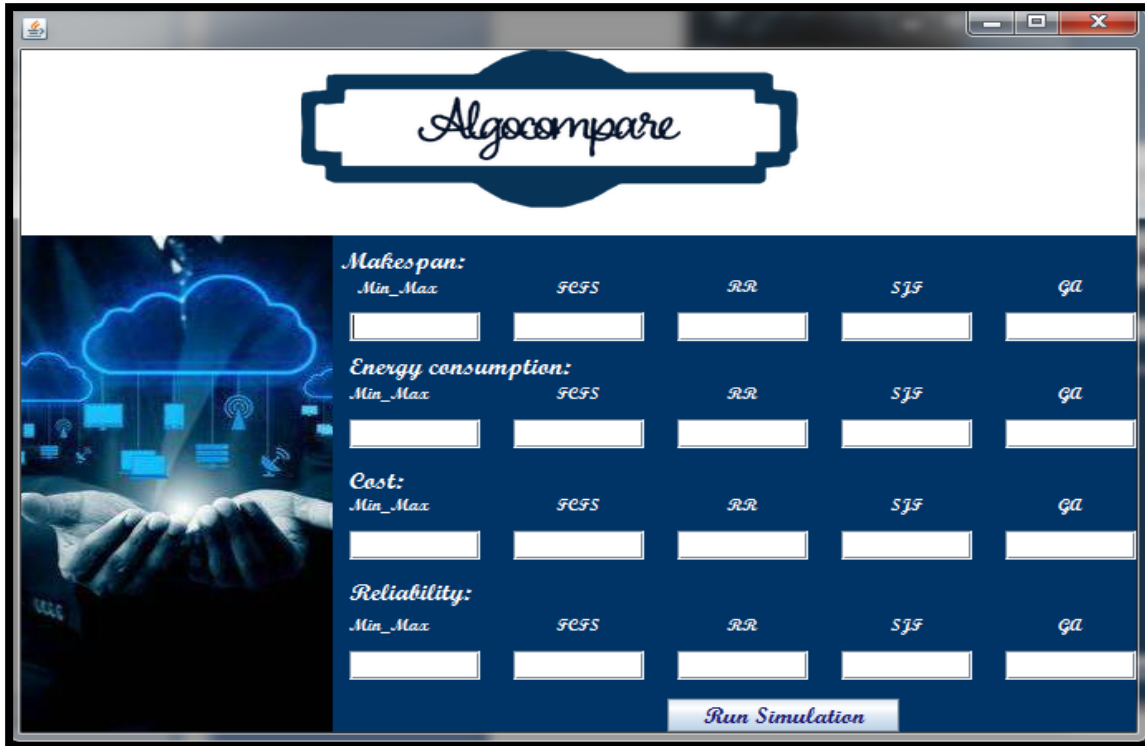 Algocompare
Makespan:
Min_Max FCFS RR SJF GA
Energy consumption:
Min_Max FCFS RR SJF GA
Cost:
Min_Max FCFS RR SJF GA
Reliability:
Min_Max FCFS RR SJF GA
Run Simulation